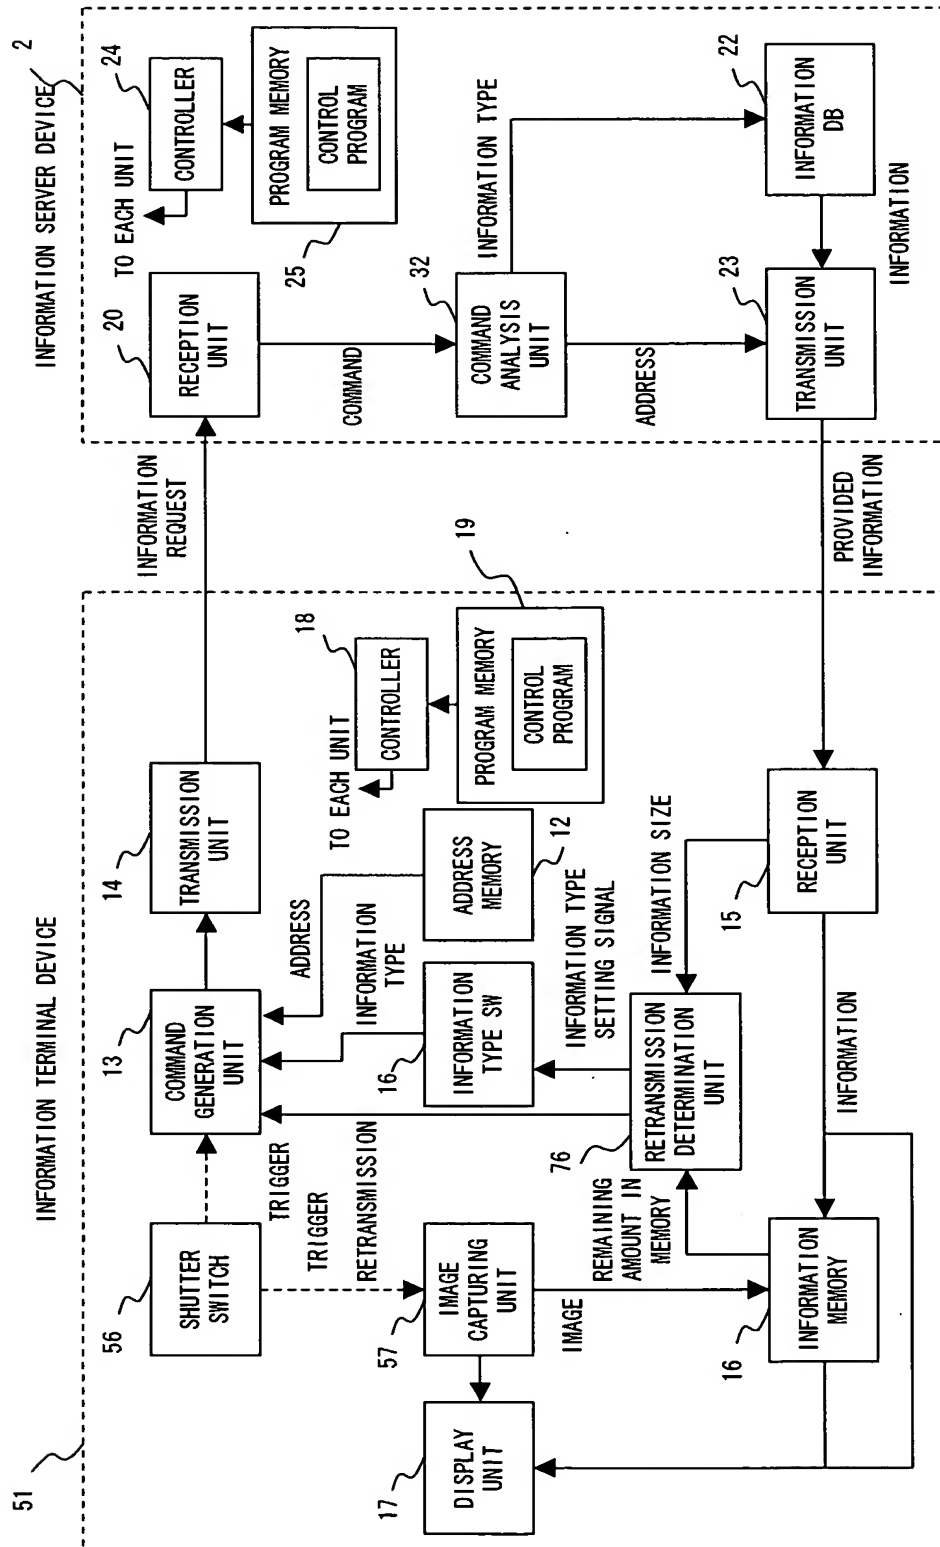 51
INFORMATION TERMINAL DEVICE
INFORMATION SERVER DEVICE
2
56
SHUTTER
SWITCH
TRIGGER
13
COMMAND
GENERATION
UNIT
14
TRANSMISSION
UNIT
INFORMATION
REQUEST
20
RECEPTION
UNIT
TO EACH UNIT
24
CONTROLLER
PROGRAM MEMORY
CONTROL
PROGRAM
25
TRIGGER
RETRANSMISSION
ADDRESS
INFORMATION
TYPE
TO EACH UNIT
18
CONTROLLER
PROGRAM MEMORY
CONTROL
PROGRAM
19
COMMAND
32
COMMAND
ANALYSIS
UNIT
INFORMATION TYPE
17
DISPLAY
UNIT
57
IMAGE
CAPTURING
UNIT
IMAGE
16
INFORMATION
TYPE SW
ADDRESS
MEMORY
12
REMAINING
AMOUNT IN
MEMORY
76
RETRANSMISSION
DETERMINATION
UNIT
INFORMATION TYPE
SETTING SIGNAL
INFORMATION SIZE
ADDRESS
16
INFORMATION
MEMORY
INFORMATION
15
RECEPTION
UNIT
PROVIDED
INFORMATION
23
TRANSMISSION
UNIT
INFORMATION
22
INFORMATION
DB